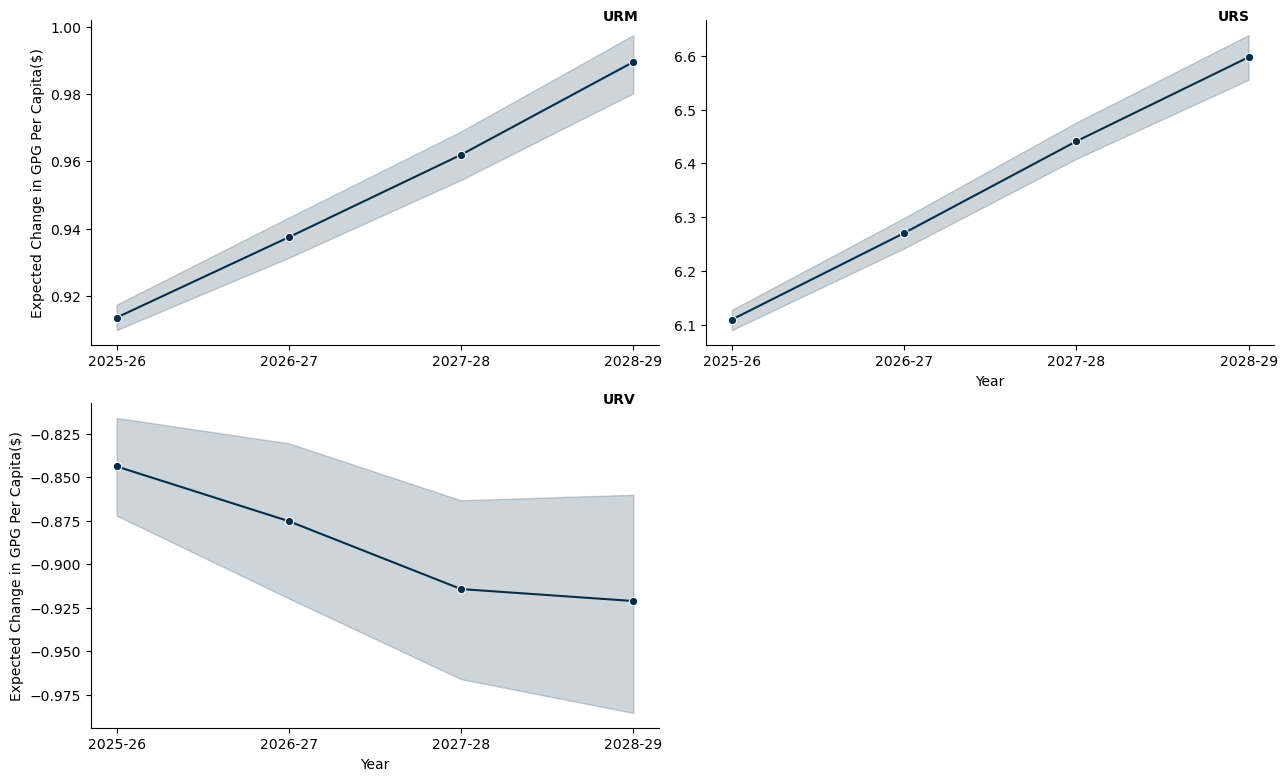 URM
Expected Change in GPG Per Capita($)
1.00
0.98
0.96
0.94
0.92
2025-26 2026-27 2027-28 2028-29
URS
6.6
6.5
6.4
6.3
6.2
6.1
2025-26 2026-27 2027-28 2028-29
Year
URV
Expected Change in GPG Per Capita($)
−0.825
−0.850
−0.875
−0.900
−0.925
−0.950
−0.975
2025-26 2026-27 2027-28 2028-29
Year